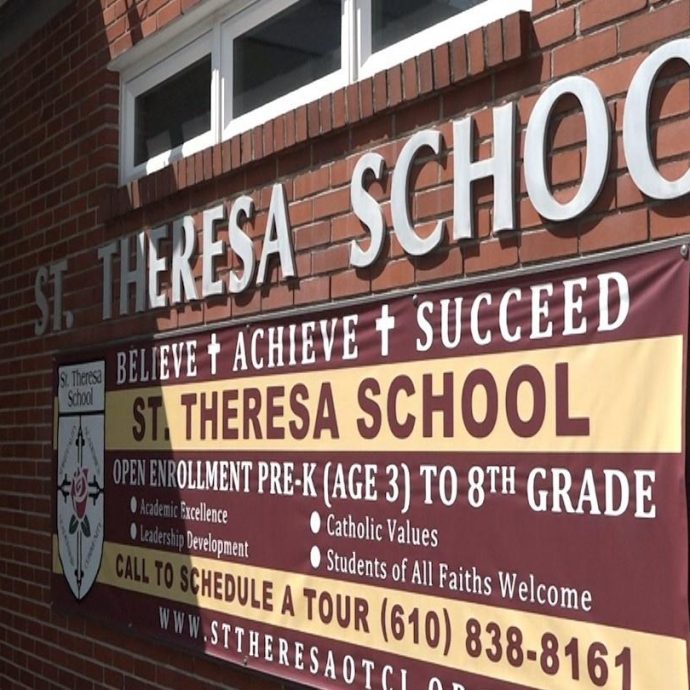 ST. THERESA SCHOO
BELIEVE ✝ ACHIEVE ✝ SUCCEED
St. Theresa
School
ST. THERESA SCHOOL
OPEN ENROLLMENT PRE-K (AGE 3) TO 8TH GRADE
● Academic Excellence
● Catholic Values
● Leadership Development
● Students of All Faiths Welcome
CALL TO SCHEDULE A TOUR (610) 838-8161
WWW.STTHERESAOTCI.OR